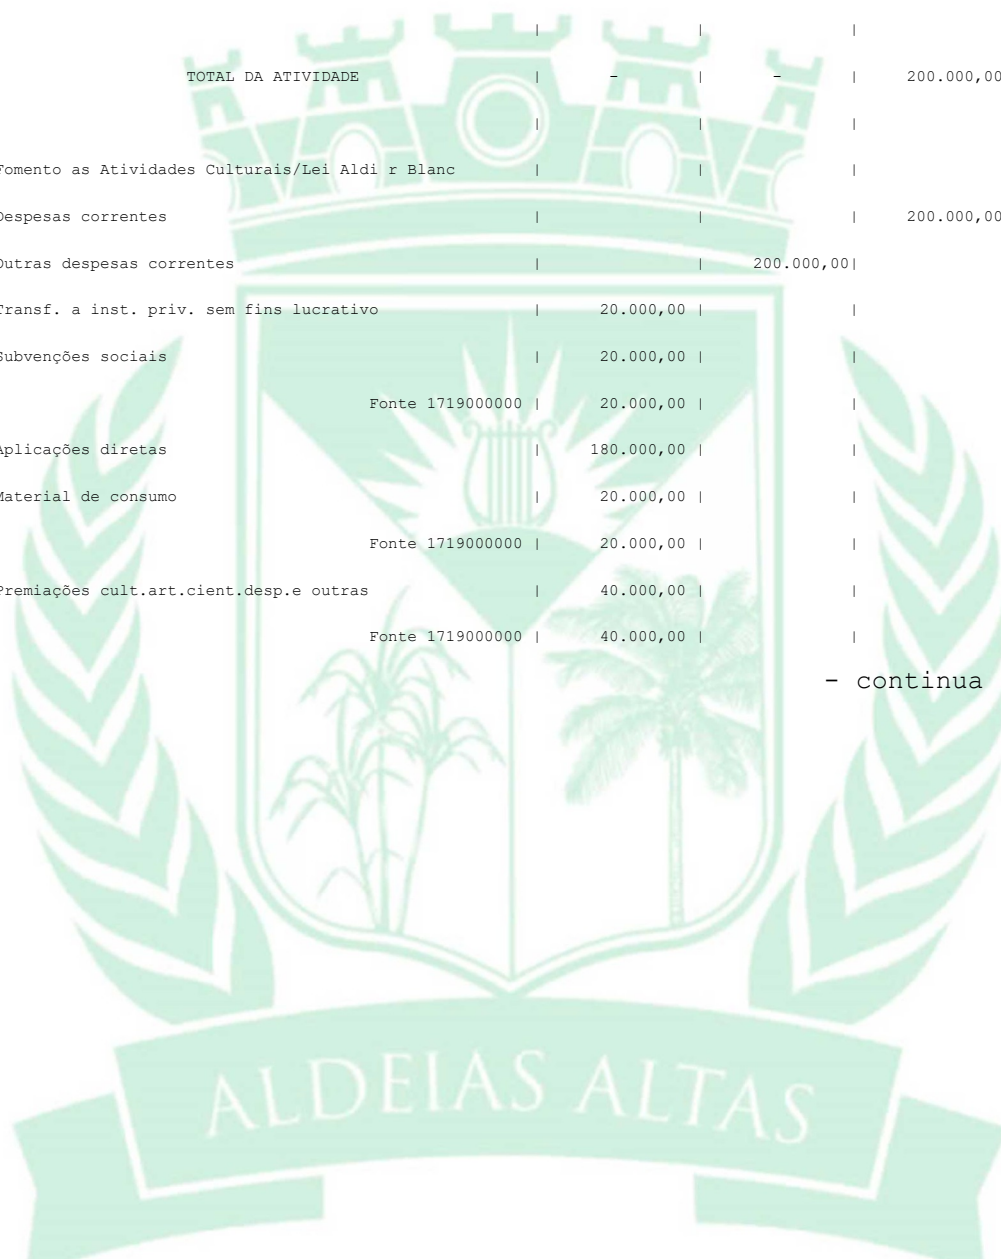 | | |
TOTAL DA ATIVIDADE | - | - | 200.000,00
| | |
Fomento as Atividades Culturais/Lei Aldi r Blanc | | |
Despesas correntes | | | 200.000,00
Outras despesas correntes | | 200.000,00|
Transf. a inst. priv. sem fins lucrativo | 20.000,00 | |
Subvenções sociais | 20.000,00 | |
Fonte 1719000000 | 20.000,00 | |
Aplicações diretas | 180.000,00 | |
Material de consumo | 20.000,00 | |
Fonte 1719000000 | 20.000,00 | |
Premiações cult.art.cient.desp.e outras | 40.000,00 | |
Fonte 1719000000 | 40.000,00 | |
- continua
ALDEIAS ALTAS